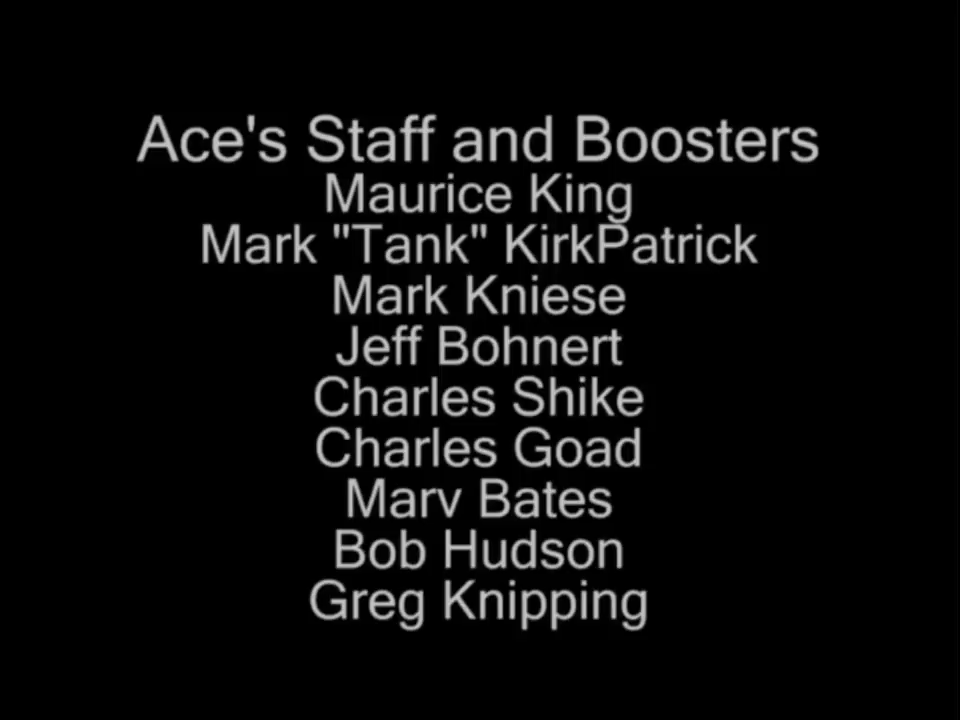 Ace's Staff and Boosters
Maurice King
Mark "Tank" KirkPatrick
Mark Kniese
Jeff Bohnert
Charles Shike
Charles Goad
Marv Bates
Bob Hudson
Greg Knipping